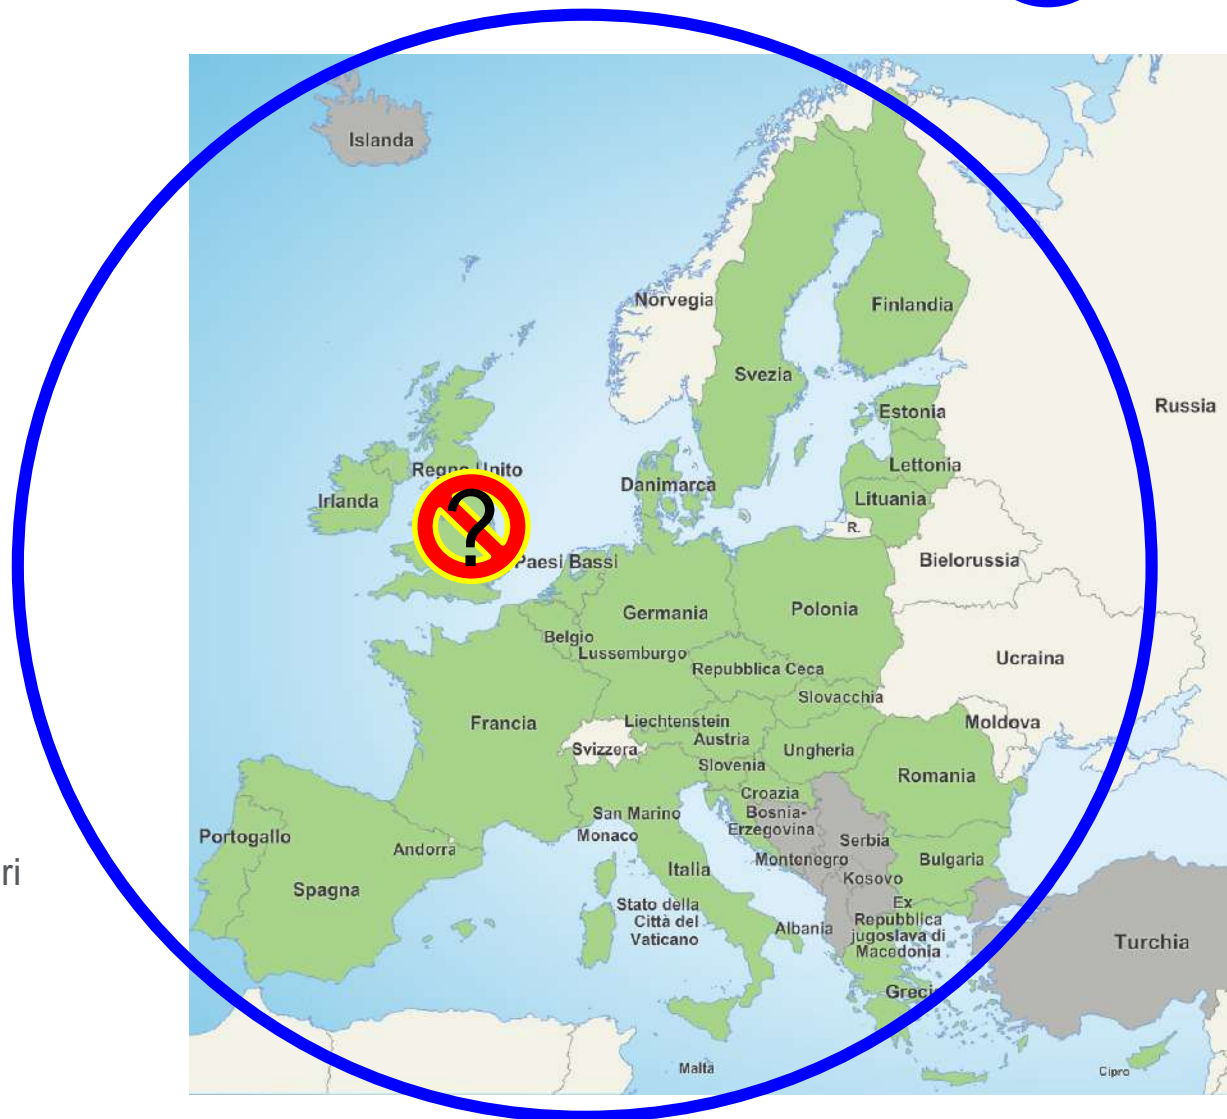 Islanda
Norvegia
Finlandia
Svezia
Russia
Estonia
Regno Unito
Lettonia
Danimarca
Irlanda
Lituania
?
R.
Paesi Bassi
Bielorussia
Germania
Polonia
Belgio
Lussemburgo
Ucraina
Repubblica Ceca
Slovacchia
Francia
Liechtenstein
Moldova
Austria
Svizzera
Ungheria
Slovenia
Romania
Croazia
San Marino
Bosnia-
Erzegovina
Portogallo
Monaco
Serbia
Andorra
Montenegro
Bulgaria
ri
Italia
Kosovo
Spagna
Stato della
Città del
Vaticano
Ex
Repubblica
jugoslava di
Macedonia
Albania
Turchia
Grecia
Malta
Cipro